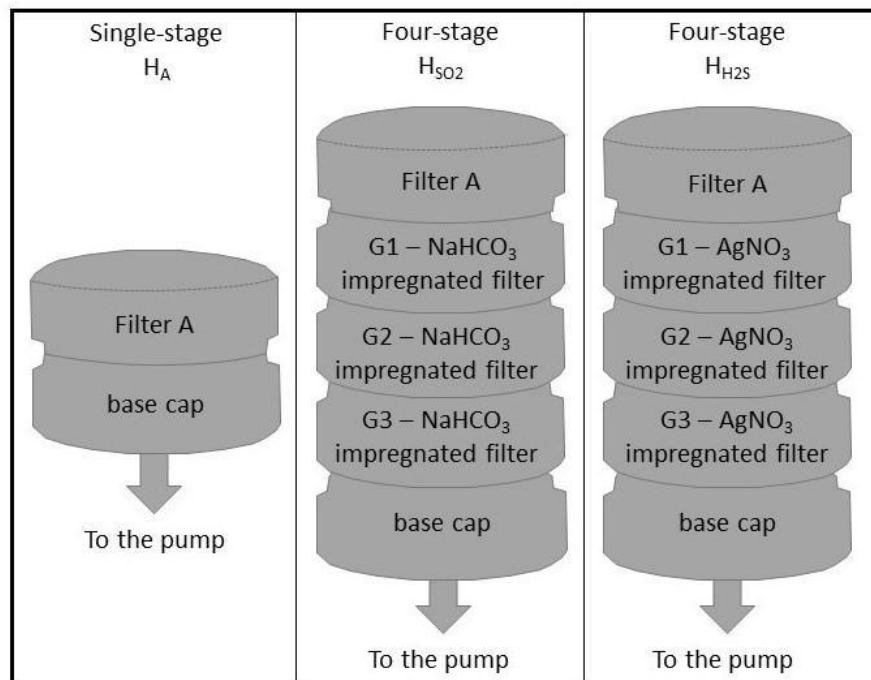 Single-stage
H_A
Filter A
base cap
To the pump
Four-stage
H_SO2
Filter A
G1 – NaHCO₃
impregnated filter
G2 – NaHCO₃
impregnated filter
G3 – NaHCO₃
impregnated filter
base cap
To the pump
Four-stage
H_H2S
Filter A
G1 – AgNO₃
impregnated filter
G2 – AgNO₃
impregnated filter
G3 – AgNO₃
impregnated filter
base cap
To the pump